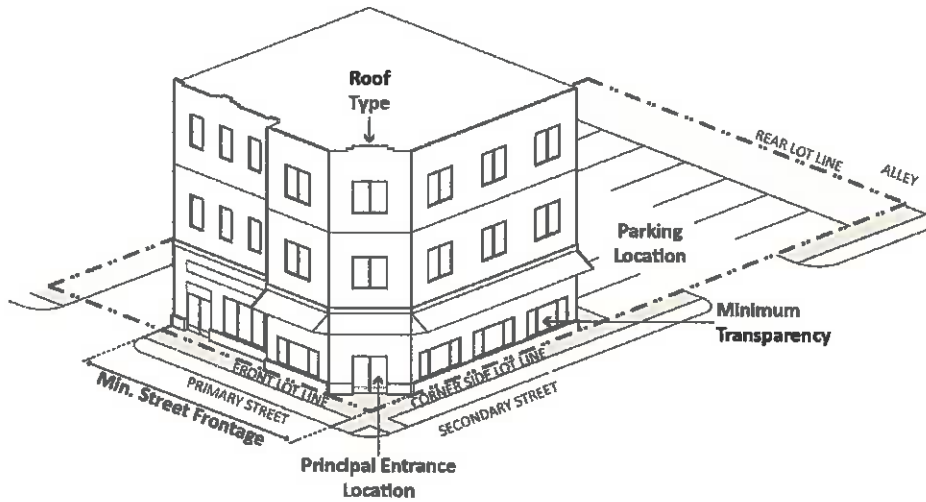 Roof
Type
REAR LOT LINE
ALLEY
Parking
Location
Minimum
Transparency
FRONT LOT LINE
CORNER SIDE LOT LINE
PRIMARY STREET
SECONDARY STREET
Min. Street Frontage
Principal Entrance
Location